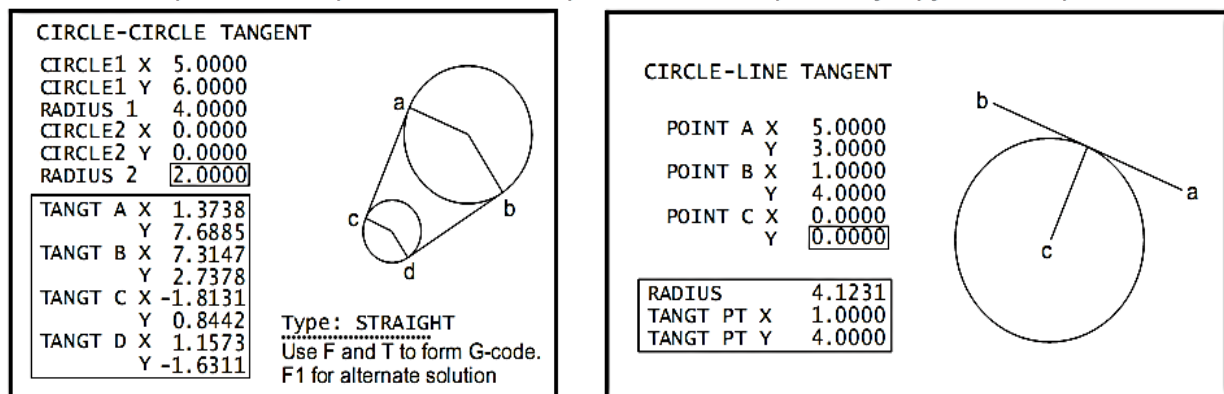 CIRCLE-CIRCLE TANGENT
CIRCLE1 X 5.0000
CIRCLE1 Y 6.0000
RADIUS 1 4.0000
CIRCLE2 X 0.0000
CIRCLE2 Y 0.0000
RADIUS 2 2.0000
TANGT A X 1.3738
Y 7.6885
TANGT B X 7.3147
Y 2.7378
TANGT C X -1.8131
Y 0.8442
TANGT D X 1.1573
Y -1.6311
a
b
c
d
Type: STRAIGHT
Use F and T to form G-code.
F1 for alternate solution
CIRCLE-LINE TANGENT
POINT A X 5.0000
Y 3.0000
POINT B X 1.0000
Y 4.0000
POINT C X 0.0000
Y 0.0000
RADIUS 4.1231
TANGT PT X 1.0000
TANGT PT Y 4.0000
b
a
c